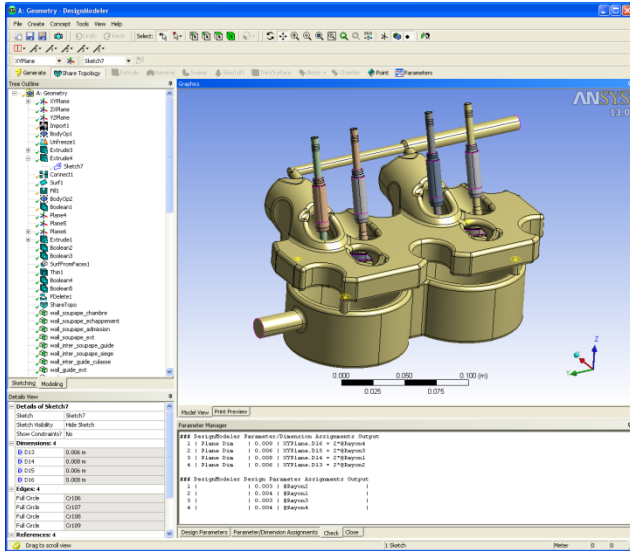 A: Geometry - DesignModeler
File Create Concept Tools View Help
Undo Redo Select:
XYPlane Sketch7
Generate Share Topology Extrude Revolve Sweep Skin/Loft Thin/Surface Blend Chamfer Point Parameters
Tree Outline
Graphics
A: Geometry
XYPlane
ZXPlane
YZPlane
Import1
BodyOp1
Unfreeze1
Extrude3
Extrude4
Sketch7
Connect1
Surf1
Fill1
BodyOp2
Boolean1
Plane4
Plane5
Plane6
Extrude1
Boolean2
Boolean3
SurfFromFaces1
Thin1
Boolean4
Boolean5
FDelete1
ShareTopo
wall_soupape_chambre
wall_soupape_echappement
wall_soupape_admission
wall_soupape_ext
wall_inter_soupape_guide
wall_inter_soupape_siege
wall_inter_guide_culasse
wall_guide_ext
Sketching Modeling
ANSYS
13.0
0.000 0.050 0.100 (m)
0.025 0.075
Z
X
Y
Model View Print Preview
Details View
Details of Sketch7
Sketch Sketch7
Sketch Visibility Hide Sketch
Show Constraints? No
Dimensions: 4
D13 0.006 m
D14 0.008 m
D15 0.006 m
D16 0.008 m
Edges: 4
Full Circle Cr106
Full Circle Cr107
Full Circle Cr108
Full Circle Cr109
References: 4
Parameter Manager
### DesignModeler Parameter/Dimension Assignments Output
1 | Plane Dim | 0.008 | XYPlane.D16 = 2*@Rayon4
2 | Plane Dim | 0.006 | XYPlane.D15 = 2*@Rayon3
3 | Plane Dim | 0.008 | XYPlane.D14 = 2*@Rayon1
4 | Plane Dim | 0.006 | XYPlane.D13 = 2*@Rayon2
### DesignModeler Design Parameter Assignments Output
1 | | 0.003 | @Rayon2 |
2 | | 0.004 | @Rayon1 |
3 | | 0.003 | @Rayon3 |
4 | | 0.004 | @Rayon4 |
Design Parameters Parameter/Dimension Assignments Check Close
Drag to scroll view 1 Sketch Meter 0 0